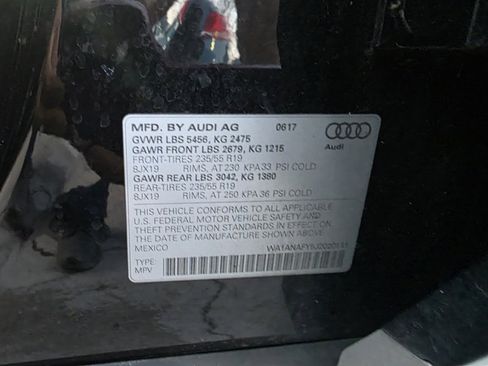 MFD. BY AUDI AG 06 17
GVWR LBS 5456, KG 2475
GAWR FRONT LBS 2679, KG 1215
FRONT-TIRES 235/55 R19
8JX19 RIMS, AT 230 KPA 33 PSI COLD
GAWR REAR LBS 3042, KG 1380
REAR-TIRES 235/55 R19
8JX19 RIMS, AT 250 KPA 36 PSI COLD
Audi
THIS VEHICLE CONFORMS TO ALL APPLICABLE
U.S. FEDERAL MOTOR VEHICLE SAFETY AND
THEFT PREVENTION STANDARDS IN EFFECT ON
THE DATE OF MANUFACTURE SHOWN ABOVE.
MEXICO
TYPE:
MPV